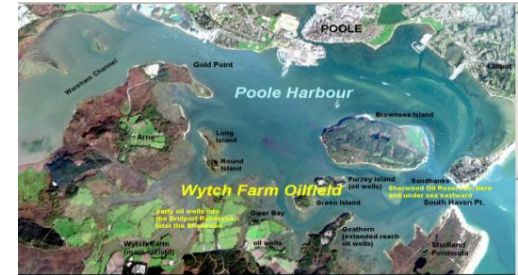 POOLE
Lilliput
Wareham Channel
Gold Point
Poole Harbour
Brownsea Island
Arne
Long
Island
Round
Island
Furzey Island
(oil wells)
Sandbanks
Sherwood Oil Reservoir, here
and under sea eastward
South Haven Pt.
Wytch Farm Oilfield
Green Island
early oil wells into
the Bridport Reservoir
later the Sherwood
Ower Bay
Goathorn
(extended reach
oil wells)
Wytch Farm
(main oilfield)
oil wells
Studland
Peninsula